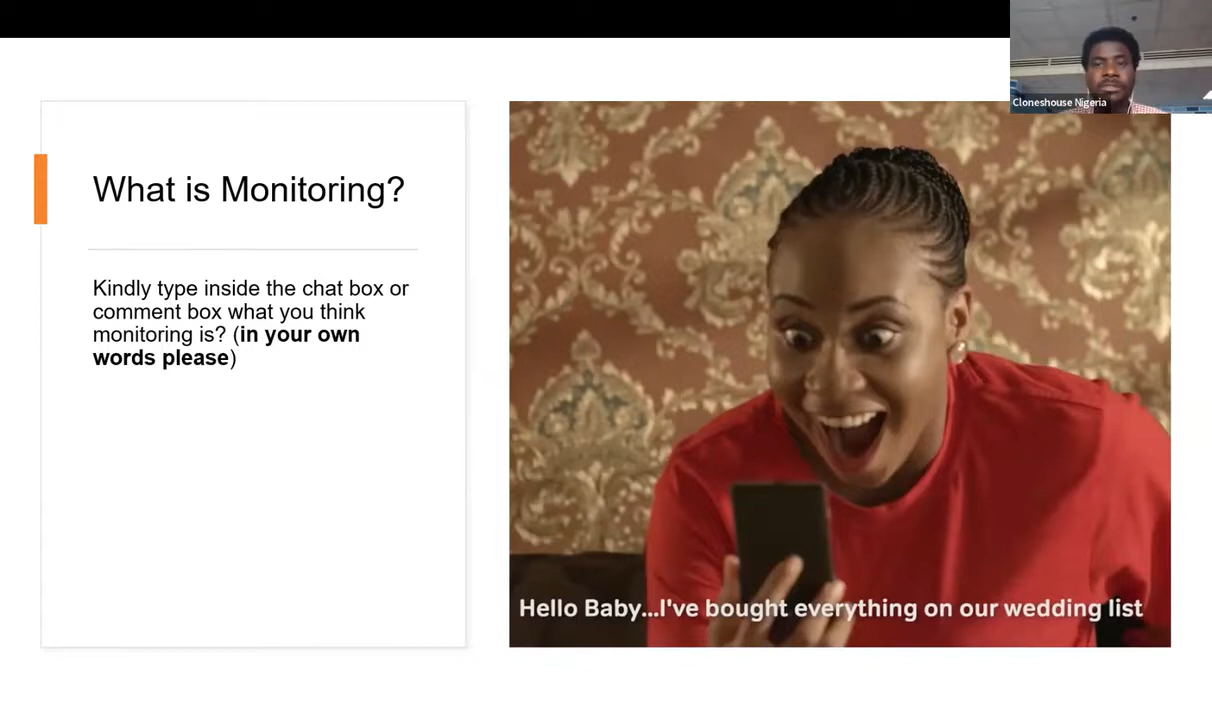 What is Monitoring?
Kindly type inside the chat box or
comment box what you think
monitoring is? (in your own
words please)
Cloneshouse Nigeria
Hello Baby...I've bought everything on our wedding list